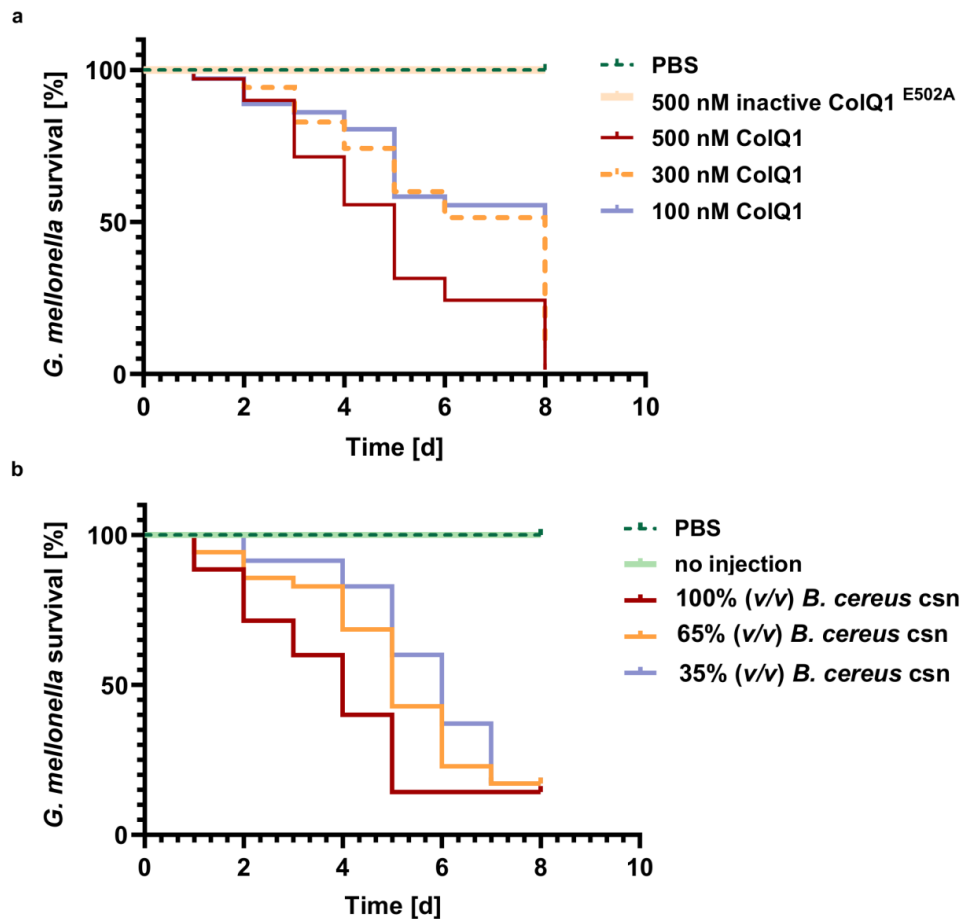 a
G. mellonella survival [%]
100
50
0
0 2 4 6 8 10
Time [d]
PBS
500 nM inactive ColQ1 E502A
500 nM ColQ1
300 nM ColQ1
100 nM ColQ1
b
G. mellonella survival [%]
100
50
0
0 2 4 6 8 10
Time [d]
PBS
no injection
100% (v/v) B. cereus csn
65% (v/v) B. cereus csn
35% (v/v) B. cereus csn